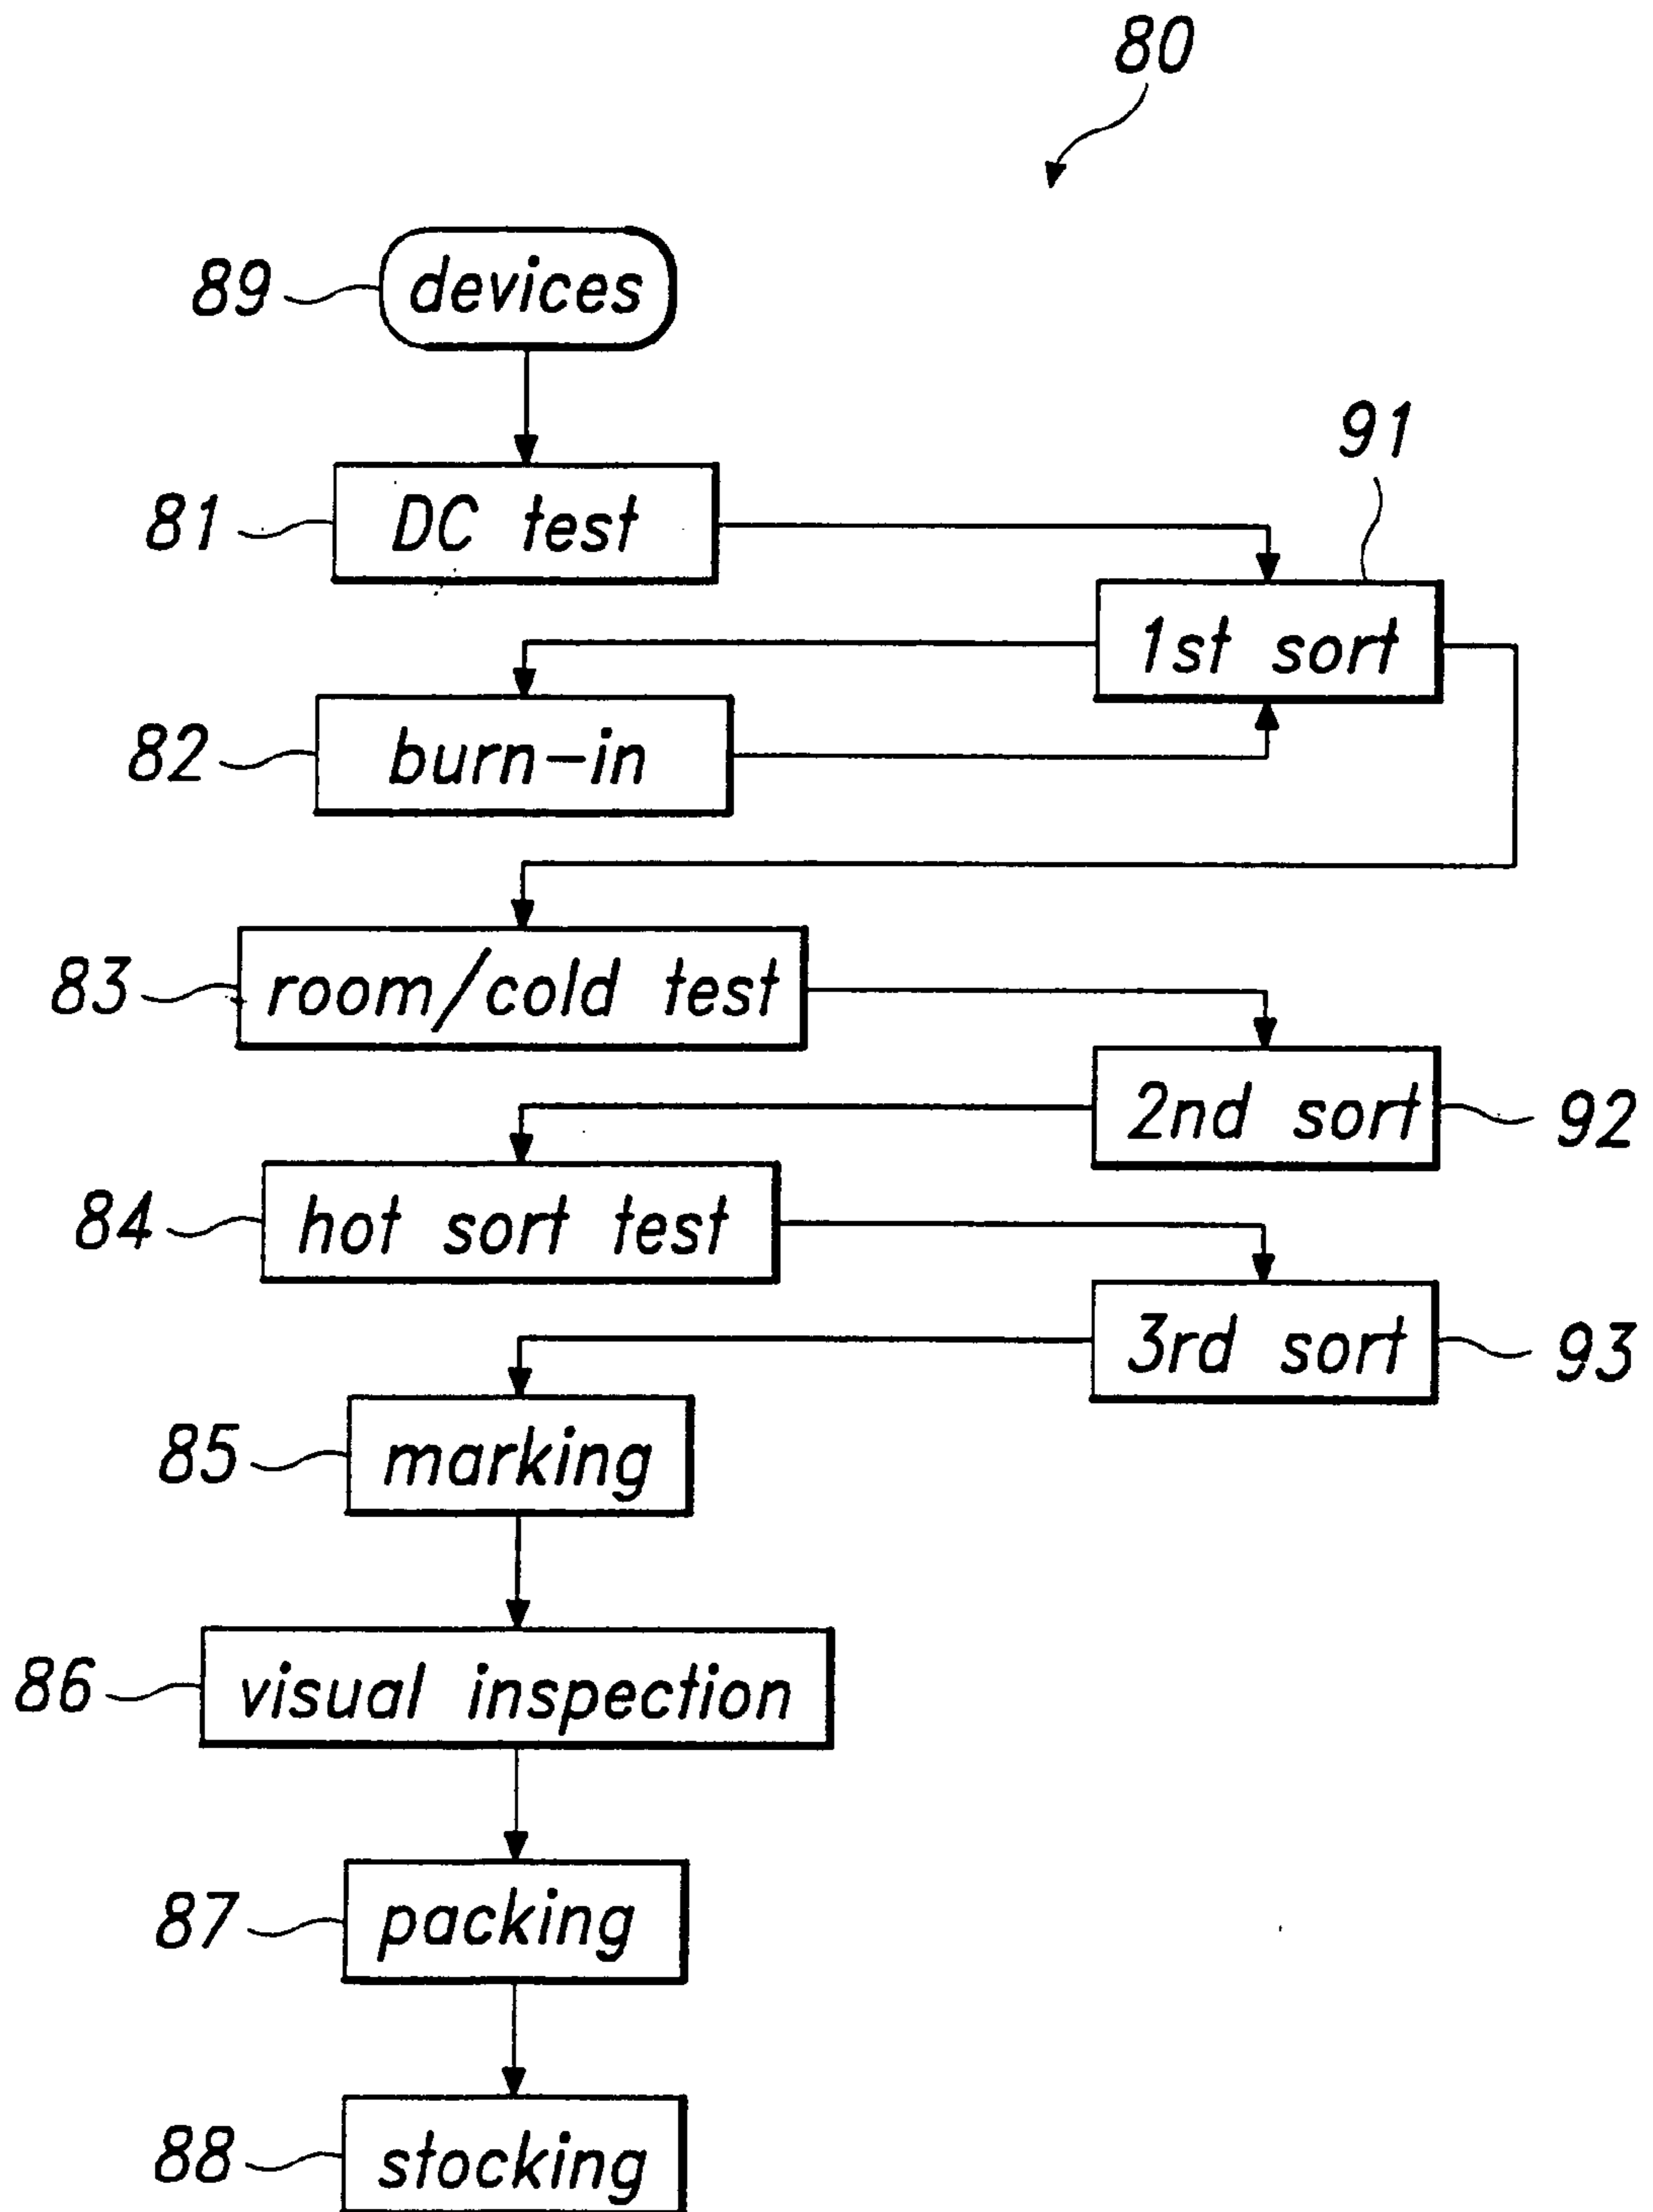 80
89 devices
81 DC test
91
1st sort
82 burn-in
83 room/cold test
2nd sort 92
84 hot sort test
3rd sort 93
85 marking
86 visual inspection
87 packing
88 stocking